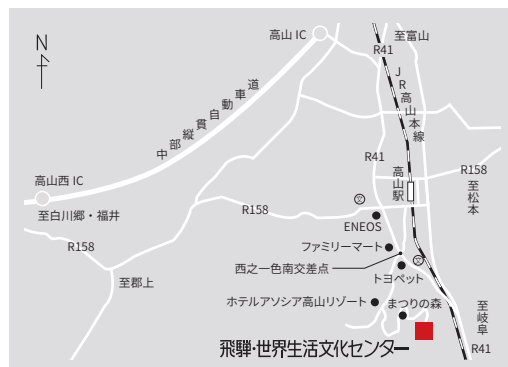 高山 IC
至富山
R41
N
JR高山本線
中部縦貫自動車道
R41
高山駅
R158
至松本
高山西 IC
文
至白川郷・福井
R158
ENEOS
R158
ファミリーマート
文
西之一色南交差点
トヨペット
至郡上
ホテルアソシア高山リゾート
まつりの森
至岐阜
飛騨・世界生活文化センター
R41